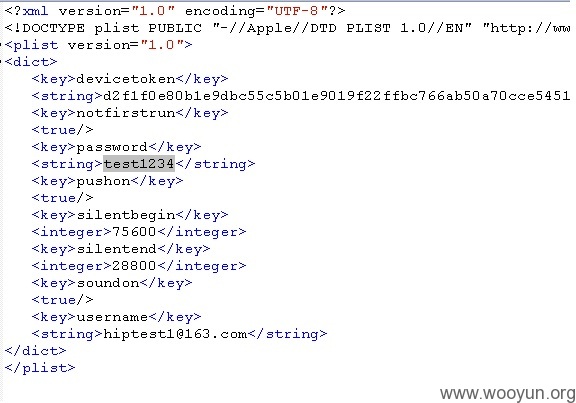 <?xml version="1.0" encoding="UTF-8"?>
<!DOCTYPE plist PUBLIC "-//Apple//DTD PLIST 1.0//EN" "http://ww
<plist version="1.0">
<dict>
<key>devicetoken</key>
<string>d2f1f0e80b1e9dbc55c5b01e9019f22ffbc766ab50a70cce5451
<key>notfirstrun</key>
<true/>
<key>password</key>
<string>test1234</string>
<key>pushon</key>
<true/>
<key>silentbegin</key>
<integer>75600</integer>
<key>silentend</key>
<integer>28800</integer>
<key>soundon</key>
<true/>
<key>username</key>
<string>hiptest1@163.com</string>
</dict>
</plist>
www.wooyun.org